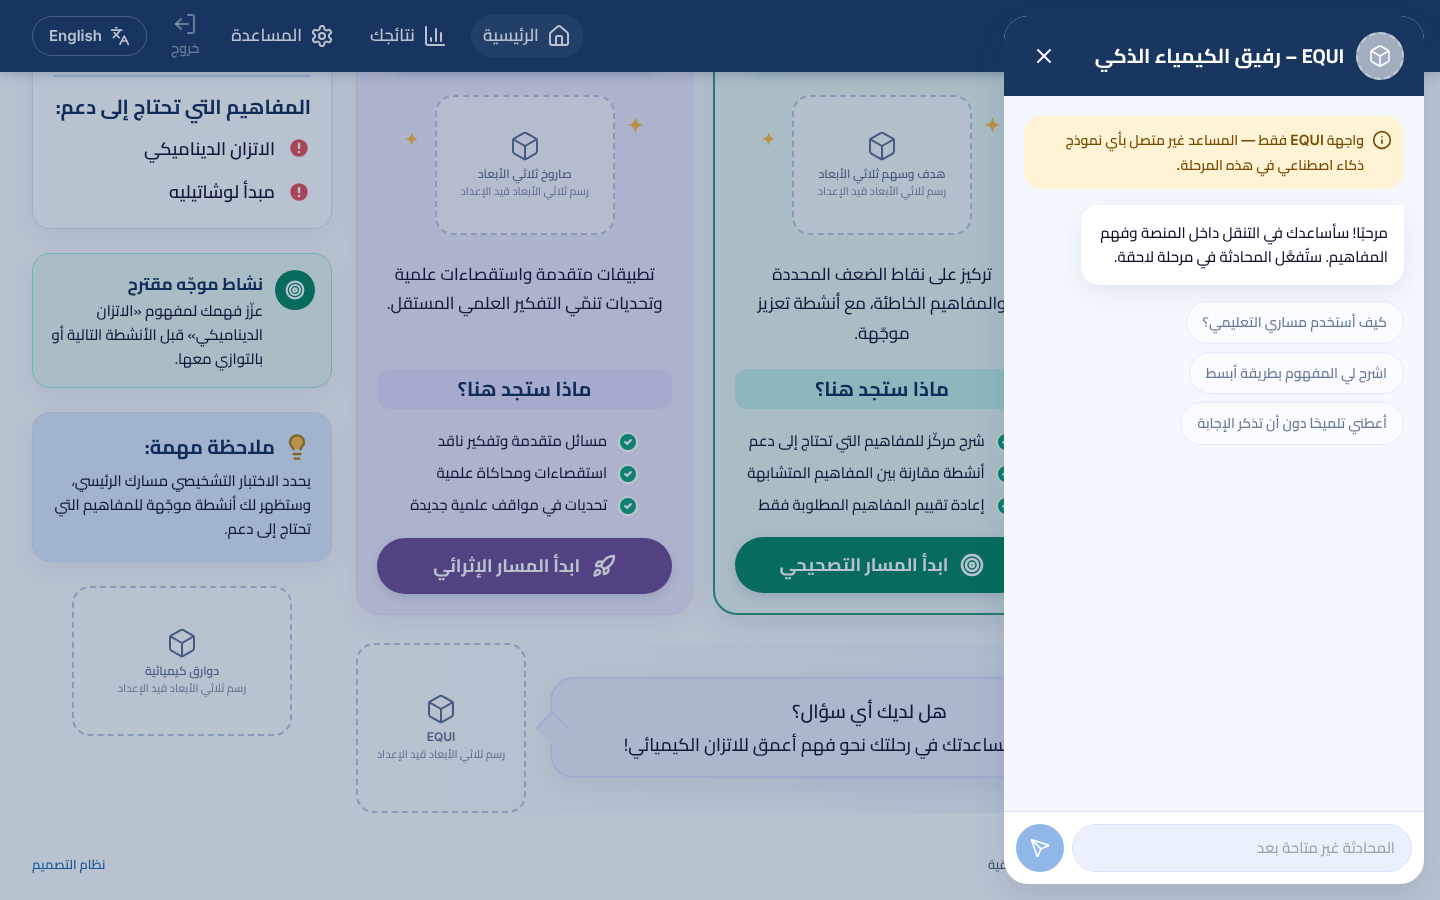 الرئيسية
نتائجك
المساعدة
خروج
English
EQUI – رفيق الكيمياء الذكي
واجهة EQUI فقط — المساعد غير متصل بأي نموذج
ذكاء اصطناعي في هذه المرحلة.
مرحبًا! سأساعدك في التنقل داخل المنصة وفهم
المفاهيم. ستُفعَّل المحادثة في مرحلة لاحقة.
كيف أستخدم مساري التعليمي؟
اشرح لي المفهوم بطريقة أبسط
أعطني تلميحًا دون أن تذكر الإجابة
المحادثة غير متاحة بعد
هدف وسهم ثلاثي الأبعاد
رسم ثلاثي الأبعاد قيد الإعداد
تركيز على نقاط الضعف المحددة
والمفاهيم الخاطئة، مع أنشطة تعزيز
موجّهة.
ماذا ستجد هنا؟
شرح مركّز للمفاهيم التي تحتاج إلى دعم
أنشطة مقارنة بين المفاهيم المتشابهة
إعادة تقييم المفاهيم المطلوبة فقط
ابدأ المسار التصحيحي
صاروخ ثلاثي الأبعاد
رسم ثلاثي الأبعاد قيد الإعداد
تطبيقات متقدمة واستقصاءات علمية
وتحديات تنمّي التفكير العلمي المستقل.
ماذا ستجد هنا؟
مسائل متقدمة وتفكير ناقد
استقصاءات ومحاكاة علمية
تحديات في مواقف علمية جديدة
ابدأ المسار الإثرائي
هل لديك أي سؤال؟
في رحلتك نحو فهم أعمق للاتزان الكيميائي!
EQUI
رسم ثلاثي الأبعاد قيد الإعداد
المفاهيم التي تحتاج إلى دعم:
الاتزان الديناميكي
مبدأ لوشاتيليه
نشاط موجّه مقترح
عزّز فهمك لمفهوم «الاتزان
الديناميكي» قبل الأنشطة التالية أو
بالتوازي معها.
ملاحظة مهمة:
يحدد الاختبار التشخيصي مسارك الرئيسي،
وستظهر لك أنشطة موجّهة للمفاهيم التي
تحتاج إلى دعم.
دوارق كيميائية
رسم ثلاثي الأبعاد قيد الإعداد
نظام التصميم